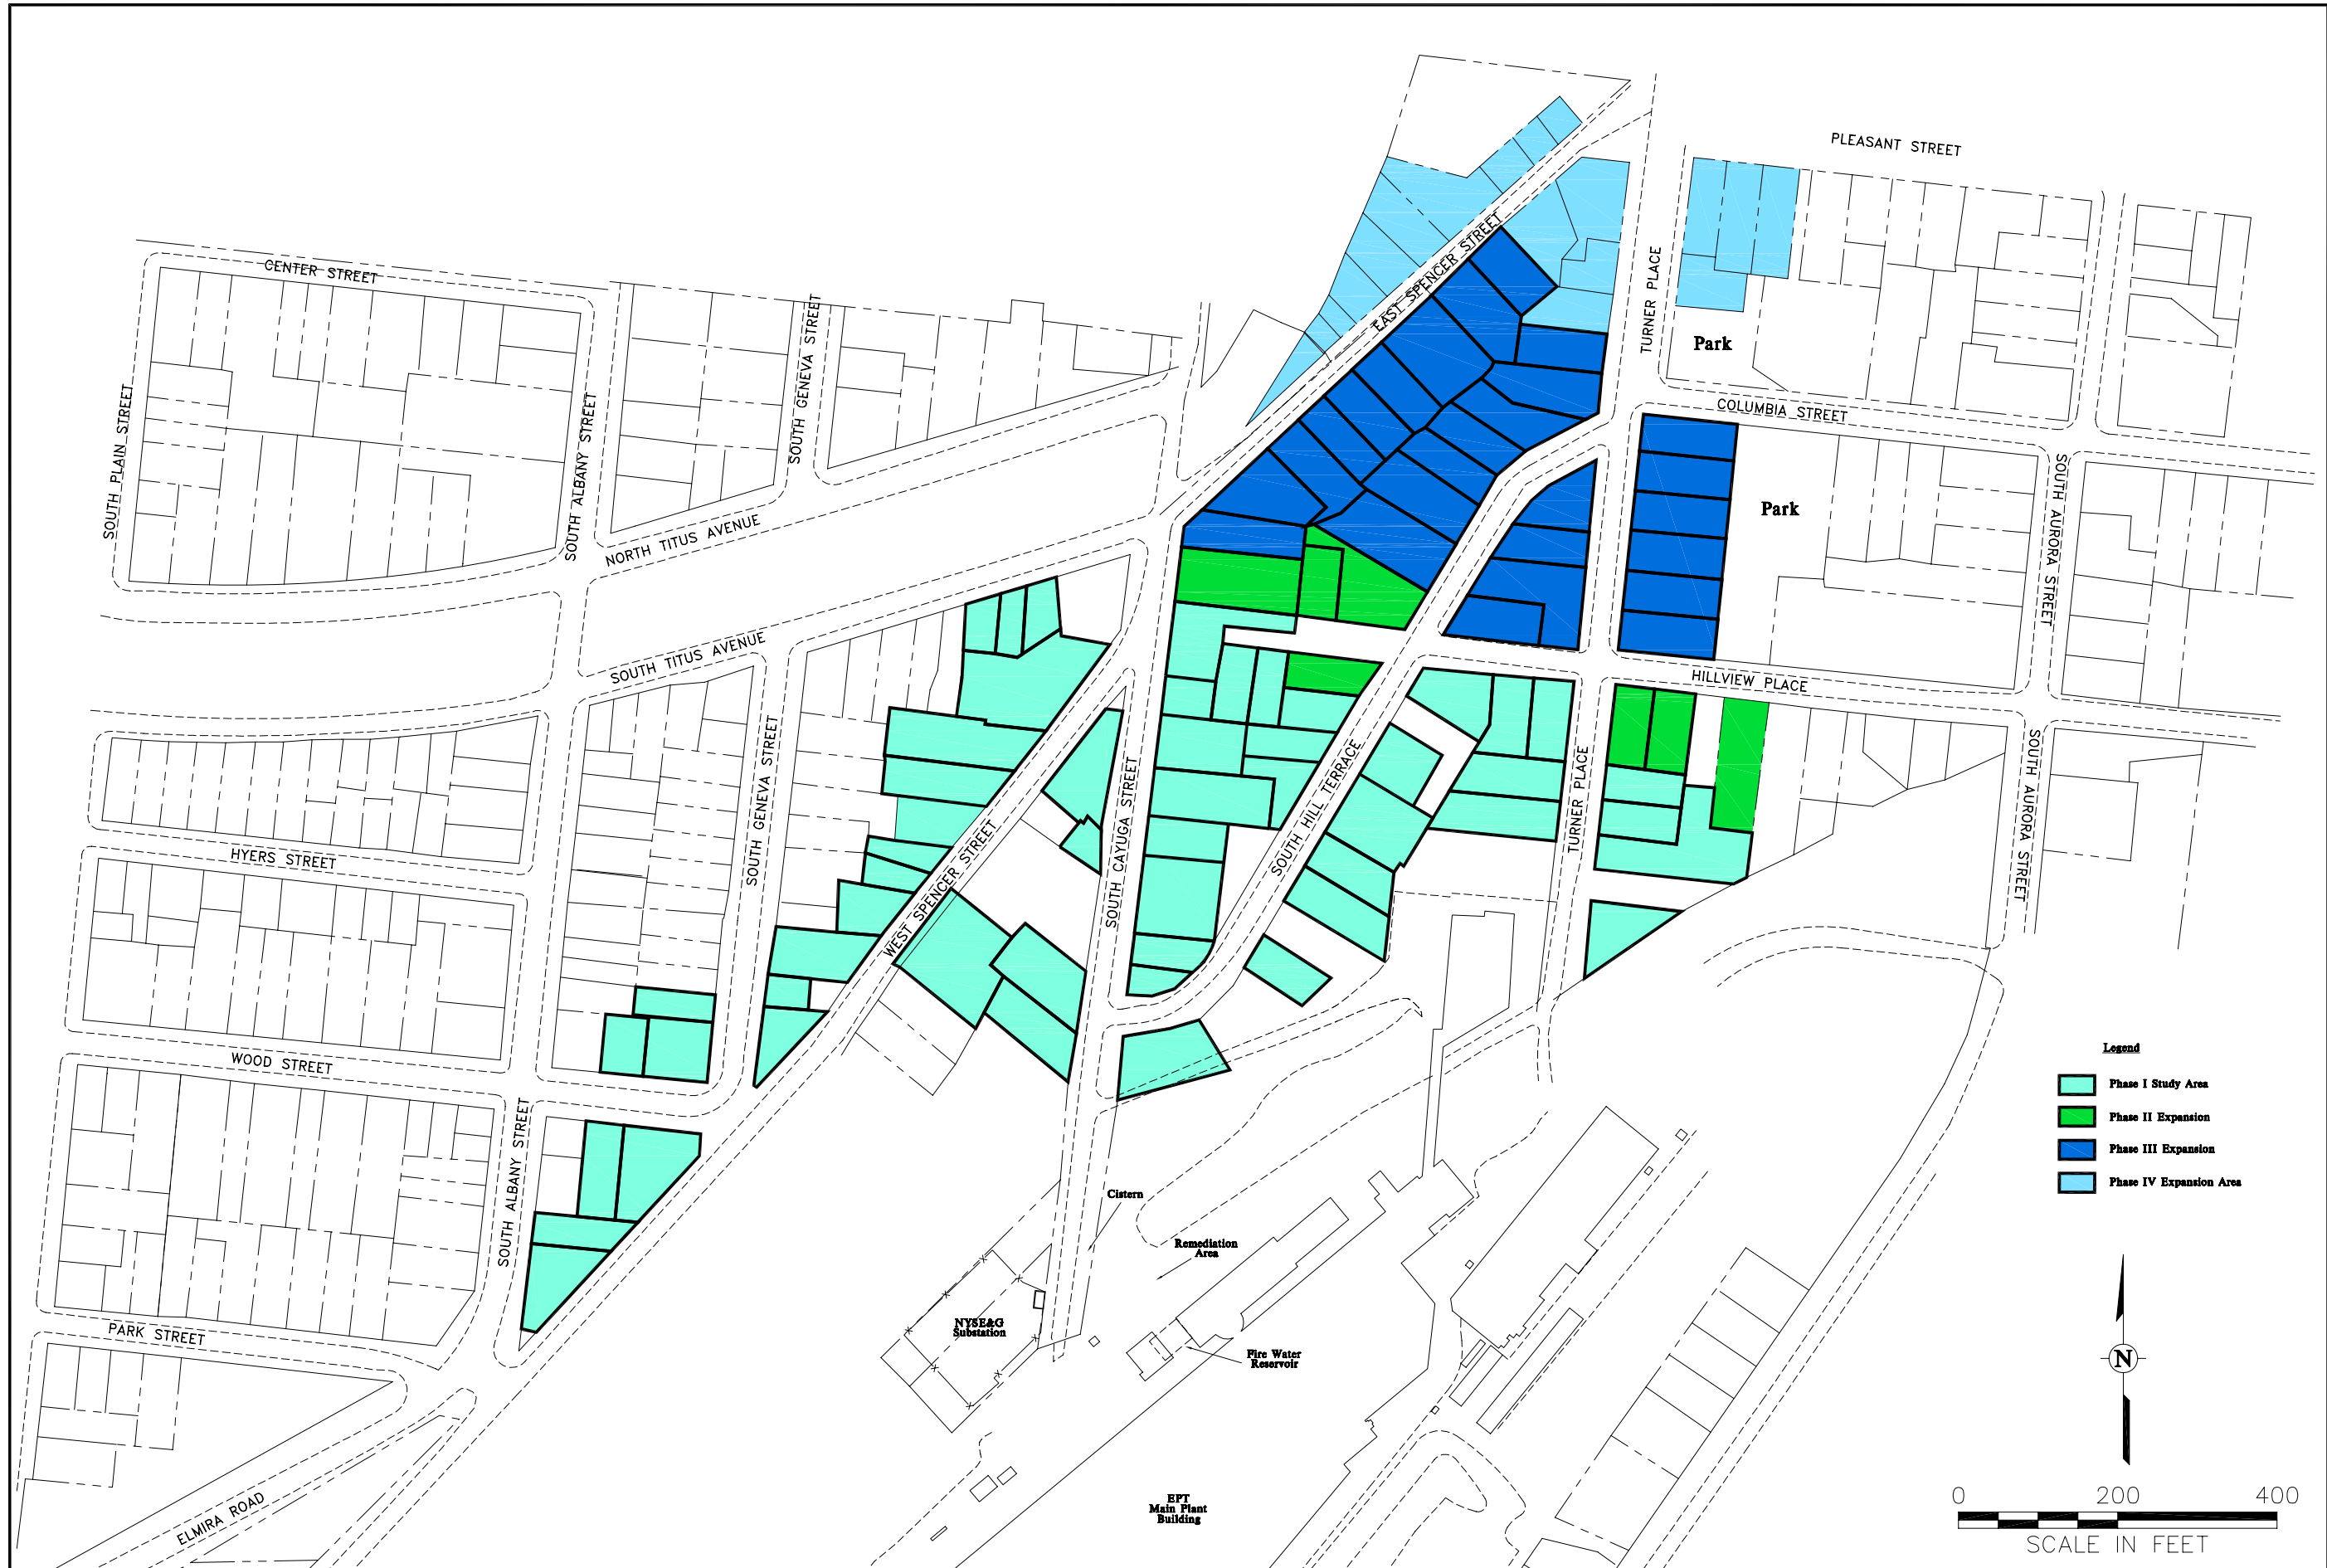 PLEASANT STREET
CENTER STREET
EAST SPENCER STREET
TURNER PLACE
Park
SOUTH GENEVA STREET
SOUTH PLAIN STREET
SOUTH ALBANY STREET
COLUMBIA STREET
Park
NORTH TITUS AVENUE
SOUTH AURORA STREET
SOUTH TITUS AVENUE
HILLVIEW PLACE
SOUTH GENEVA STREET
SOUTH CAYUGA STREET
SOUTH HILL TERRACE
TURNER PLACE
SOUTH AURORA STREET
HYERS STREET
WEST SPENCER STREET
WOOD STREET
SOUTH ALBANY STREET
PARK STREET
ELMIRA ROAD
Cistern
Remediation
Area
NYSE&G
Substation
Fire Water
Reservoir
EPT
Main Plant
Building
Legend
Phase I Study Area
Phase II Expansion
Phase III Expansion
Phase IV Expansion Area
N
0 200 400
SCALE IN FEET